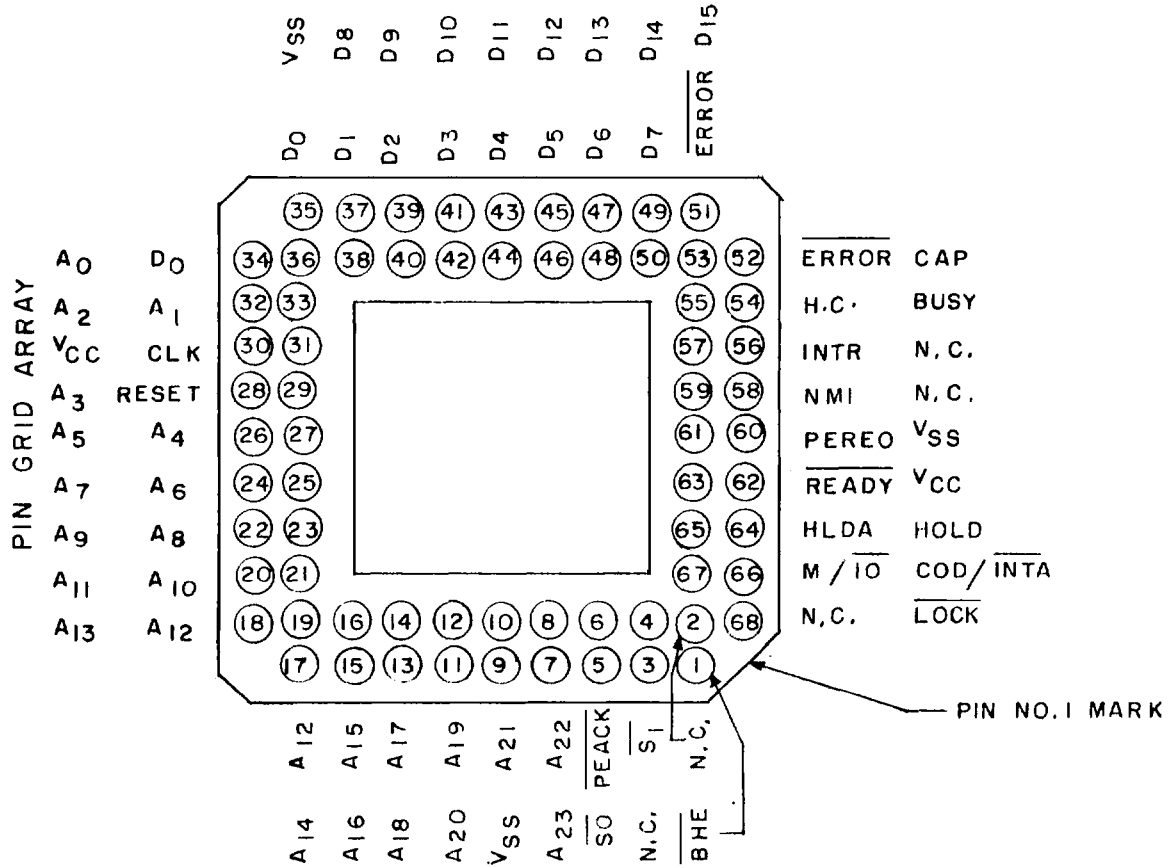 VSS D8 D9 D10 D11 D12 D13 D14 D15
D0 D1 D2 D3 D4 D5 D6 D7 ERROR
35 37 39 41 43 45 47 49 51
A0 D0 34 36 38 40 42 44 46 48 50 53 52 ERROR CAP
A2 A1 32 33 55 54 H.C. BUSY
VCC CLK 30 31 57 56 INTR N.C.
A3 RESET 28 29 59 58 NMI N.C.
A5 A4 26 27 61 60 PEREO VSS
A7 A6 24 25 63 62 READY VCC
A9 A8 22 23 65 64 HLDA HOLD
A11 A10 20 21 67 66 M/IO COD/INTA
A13 A12 18 19 16 14 12 10 8 6 4 2 68 N.C. LOCK
17 15 13 11 9 7 5 3 1
PIN GRID ARRAY
PIN NO.1 MARK
A12 A15 A17 A19 A21 A22 PEACK S1 N.C.
A14 A16 A18 A20 VSS A23 SO N.C. BHE